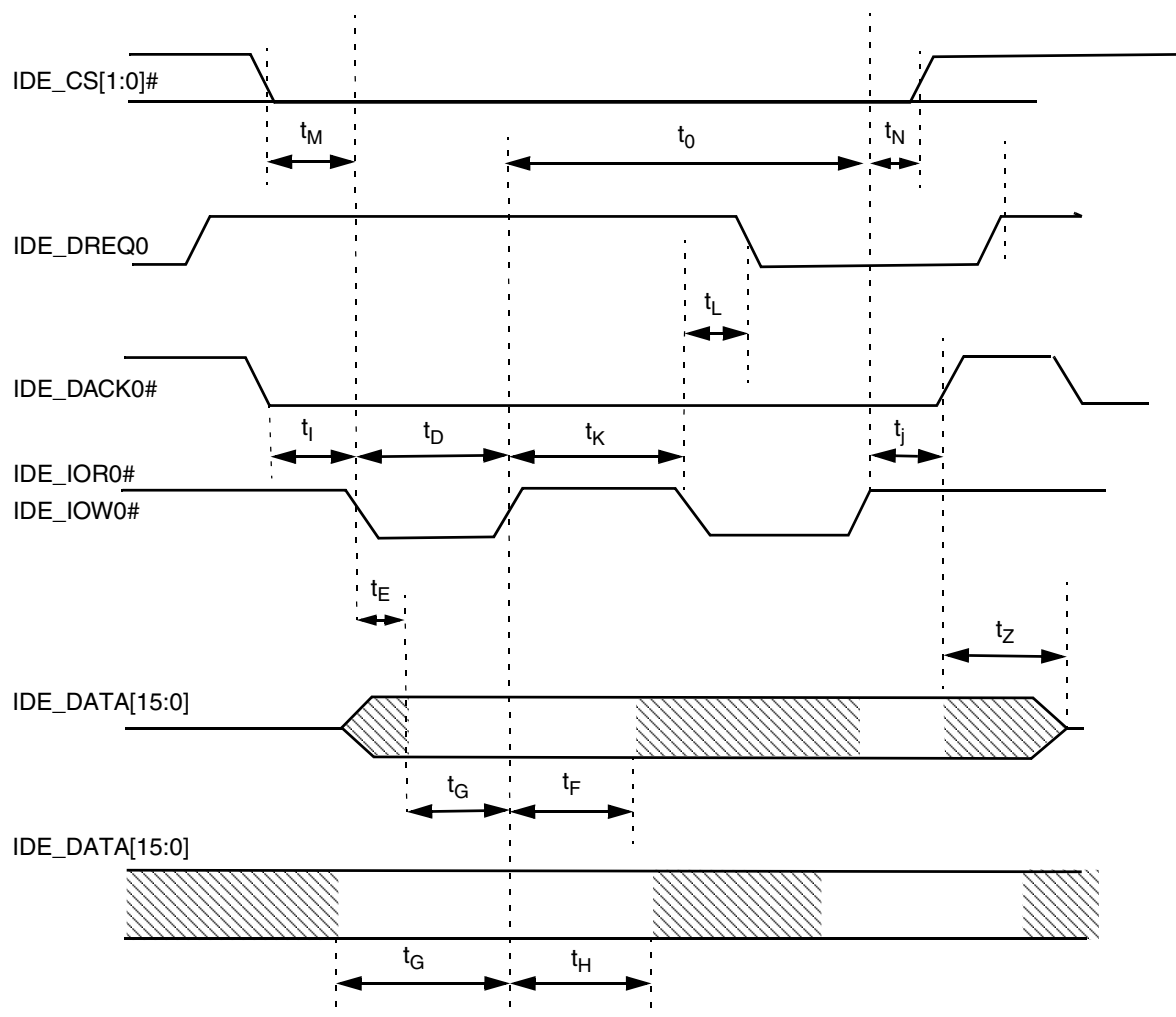 IDE_CS[1:0]#
tM
t0
tN
IDE_DREQ0
tL
IDE_DACK0#
tI
tD
tK
tj
IDE_IOR0#
IDE_IOW0#
tE
tZ
IDE_DATA[15:0]
tG
tF
IDE_DATA[15:0]
tG
tH